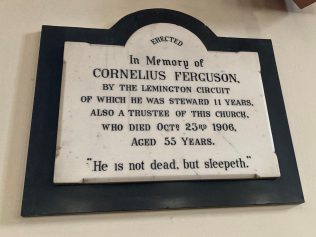 ERECTED
In Memory of
CORNELIUS FERGUSON,
BY THE LEMINGTON CIRCUIT
OF WHICH HE WAS STEWARD 11 YEARS,
ALSO A TRUSTEE OF THIS CHURCH,
WHO DIED OCTR 23RD 1906,
AGED 55 YEARS.
"He is not dead, but sleepeth."